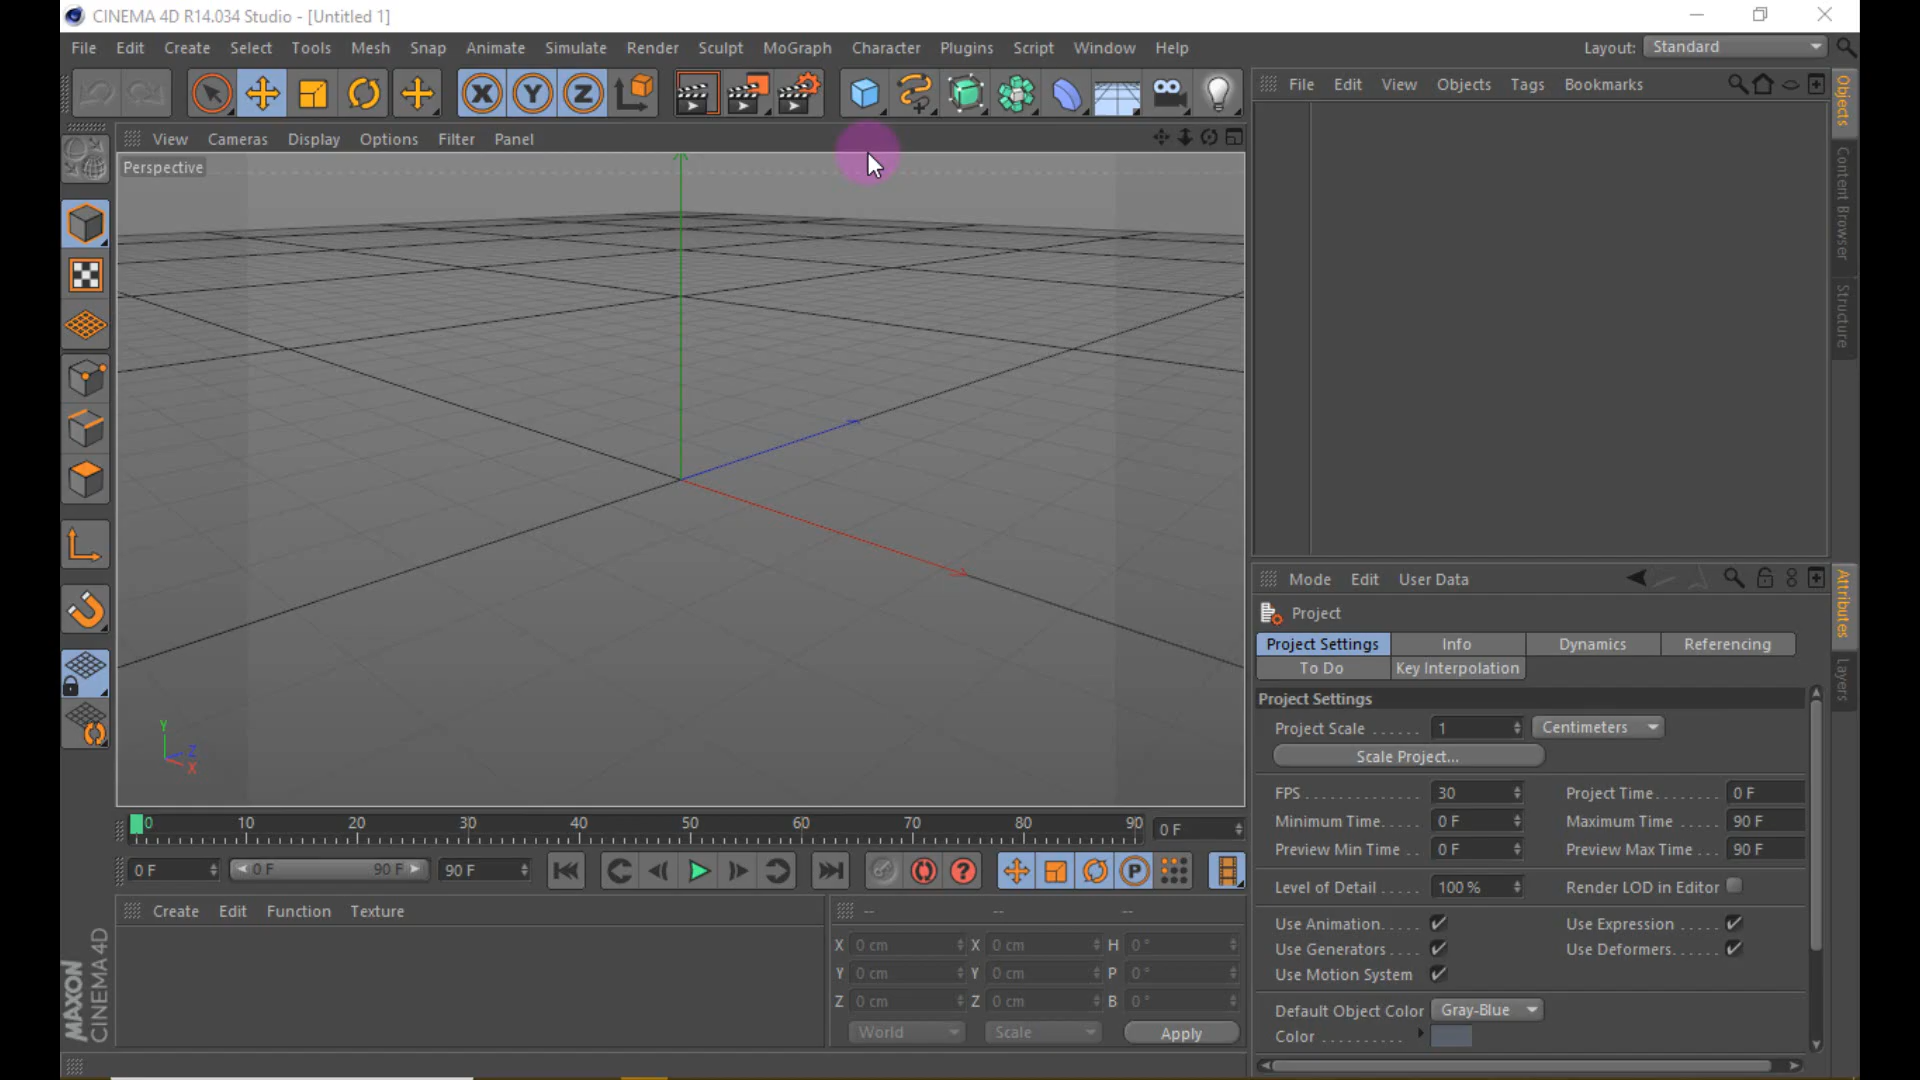 CINEMA 4D R14.034 Studio - [Untitled 1]
File Edit Create Select Tools Mesh Snap Animate Simulate Render Sculpt MoGraph Character Plugins Script Window Help Layout: Standard
X Y Z
File Edit View Objects Tags Bookmarks
Objects
Content Browser
Structure
View Cameras Display Options Filter Panel
Perspective
Y
Z
X
Mode Edit User Data
Attributes
Layers
Project
Project Settings Info Dynamics Referencing
To Do Key Interpolation
Project Settings
Project Scale ...... 1 Centimeters
Scale Project...
FPS ............. 30 Project Time........ 0 F
Minimum Time..... 0 F Maximum Time ..... 90 F
Preview Min Time .. 0 F Preview Max Time ... 90 F
Level of Detail ..... 100 % Render LOD in Editor
Use Animation..... Use Expression .....
Use Generators.... Use Deformers......
Use Motion System
Default Object Color Gray-Blue
Color ..........
0 10 20 30 40 50 60 70 80 90 0 F
0 F 0 F 90 F 90 F ? P
Create Edit Function Texture
-- -- --
X 0 cm X 0 cm H 0 °
Y 0 cm Y 0 cm P 0 °
Z 0 cm Z 0 cm B 0 °
World Scale Apply
MAXON
CINEMA 4D